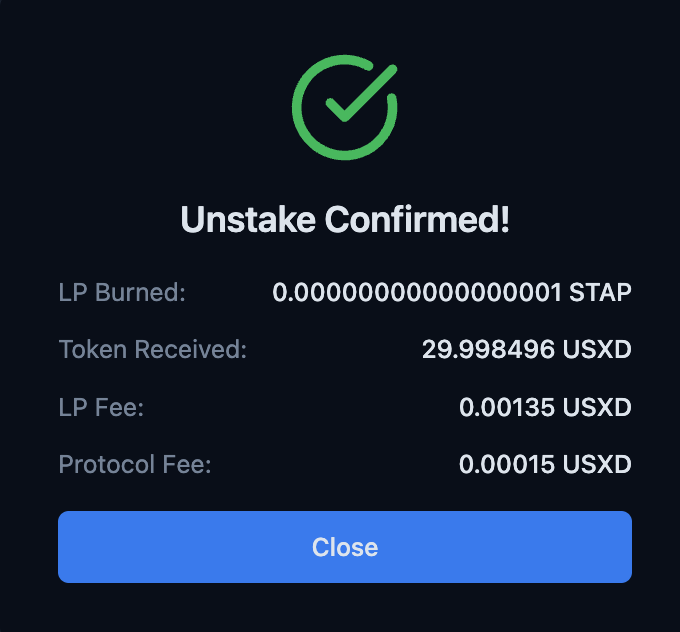 Unstake Confirmed!
LP Burned: 0.00000000000000001 STAP
Token Received: 29.998496 USXD
LP Fee: 0.00135 USXD
Protocol Fee: 0.00015 USXD
Close